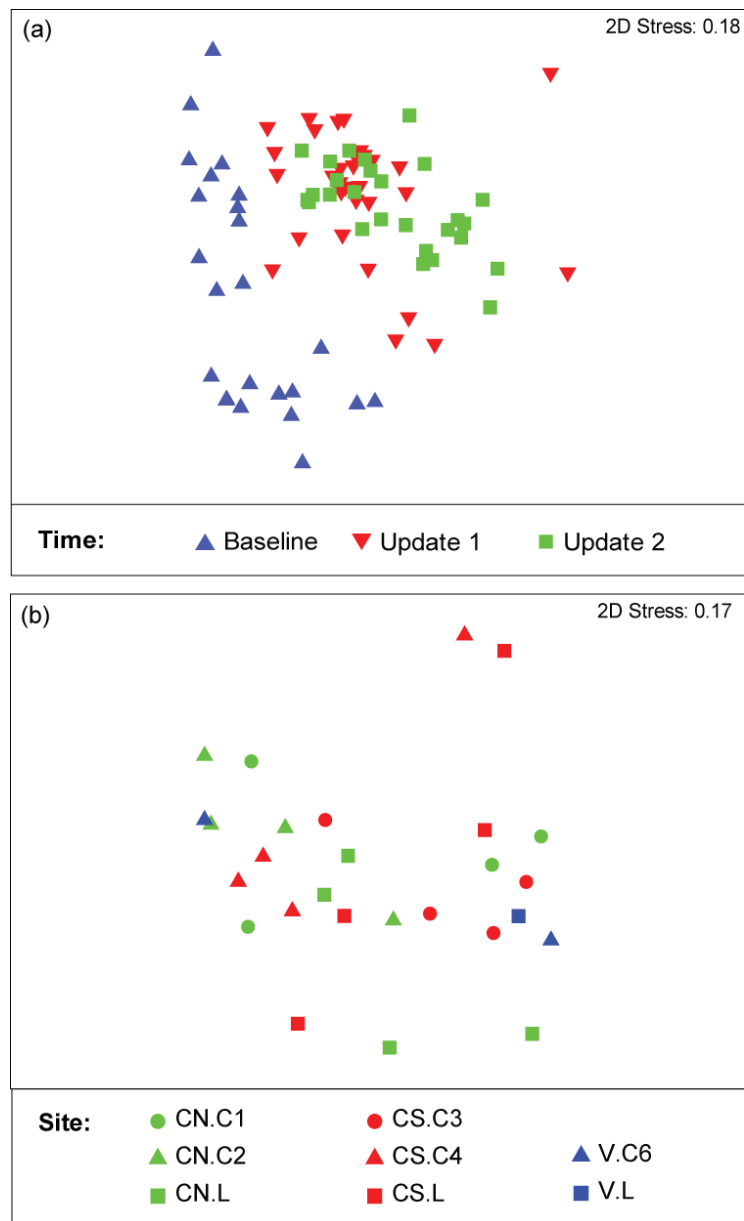 (a)
2D Stress: 0.18
Time: Baseline Update 1 Update 2
(b)
2D Stress: 0.17
Site: CN.C1 CS.C3
CN.C2 CS.C4 V.C6
CN.L CS.L V.L